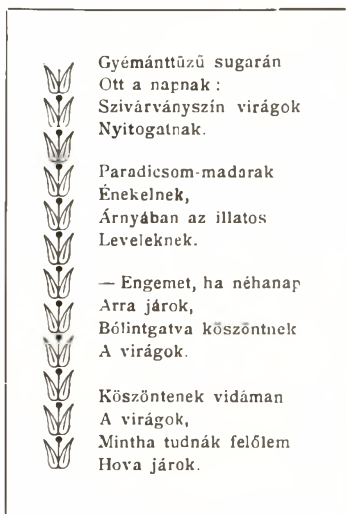 Gyémánttűzű sugarán
Ott a napnak :
Szivárványszín virágok
Nyitogatnak.

Paradicsom-madarak
Énekelnek,
Árnyában az illatos
Leveleknek.

— Engemet, ha néhanap
Arra járok,
Bólintgatva köszöntnek
A virágok.

Köszöntenek vidáman
A virágok,
Mintha tudnák felőlem
Hova járok.